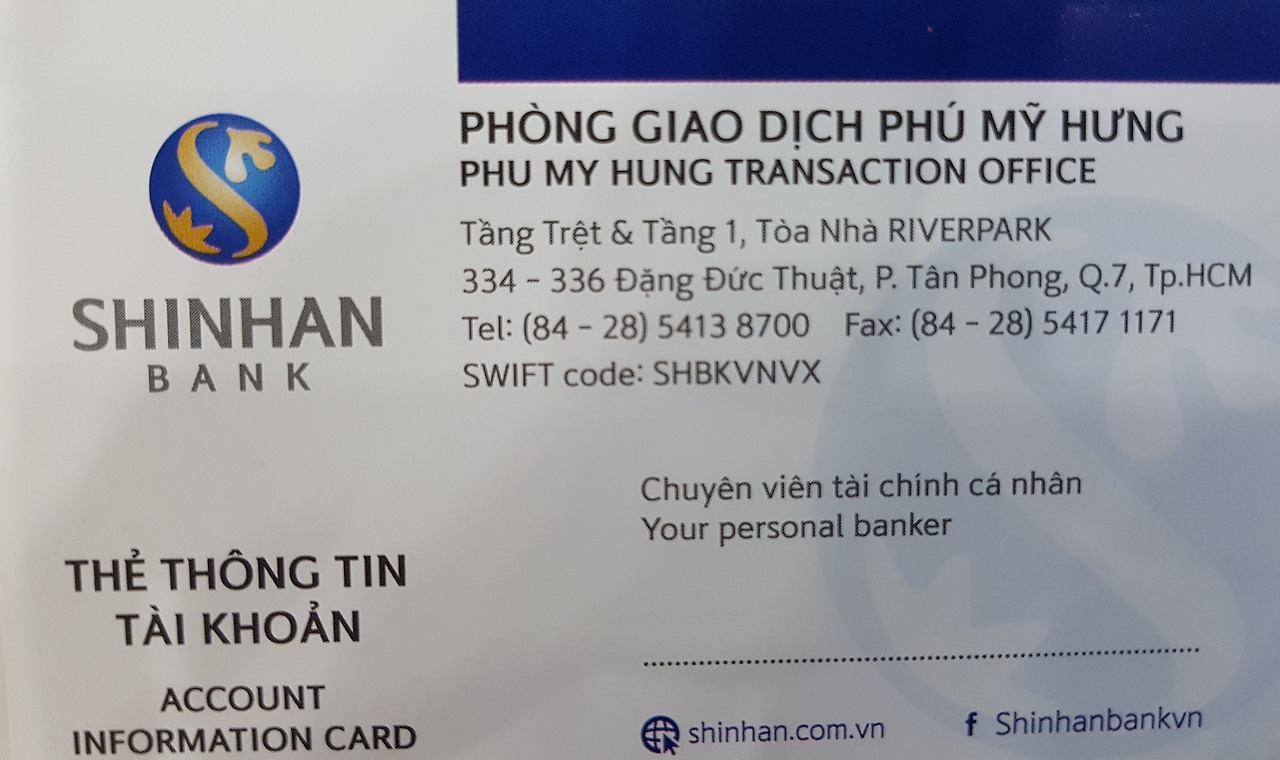 SHINHAN
BANK
PHÒNG GIAO DỊCH PHÚ MỸ HƯNG
PHU MY HUNG TRANSACTION OFFICE
Tầng Trệt & Tầng 1, Tòa Nhà RIVERPARK
334 - 336 Đặng Đức Thuật, P. Tân Phong, Q.7, Tp.HCM
Tel: (84 - 28) 5413 8700 Fax: (84 - 28) 5417 1171
SWIFT code: SHBKVNVX
Chuyên viên tài chính cá nhân
Your personal banker
THẺ THÔNG TIN
TÀI KHOẢN
ACCOUNT
INFORMATION CARD
shinhan.com.vn
f Shinhanbankvn